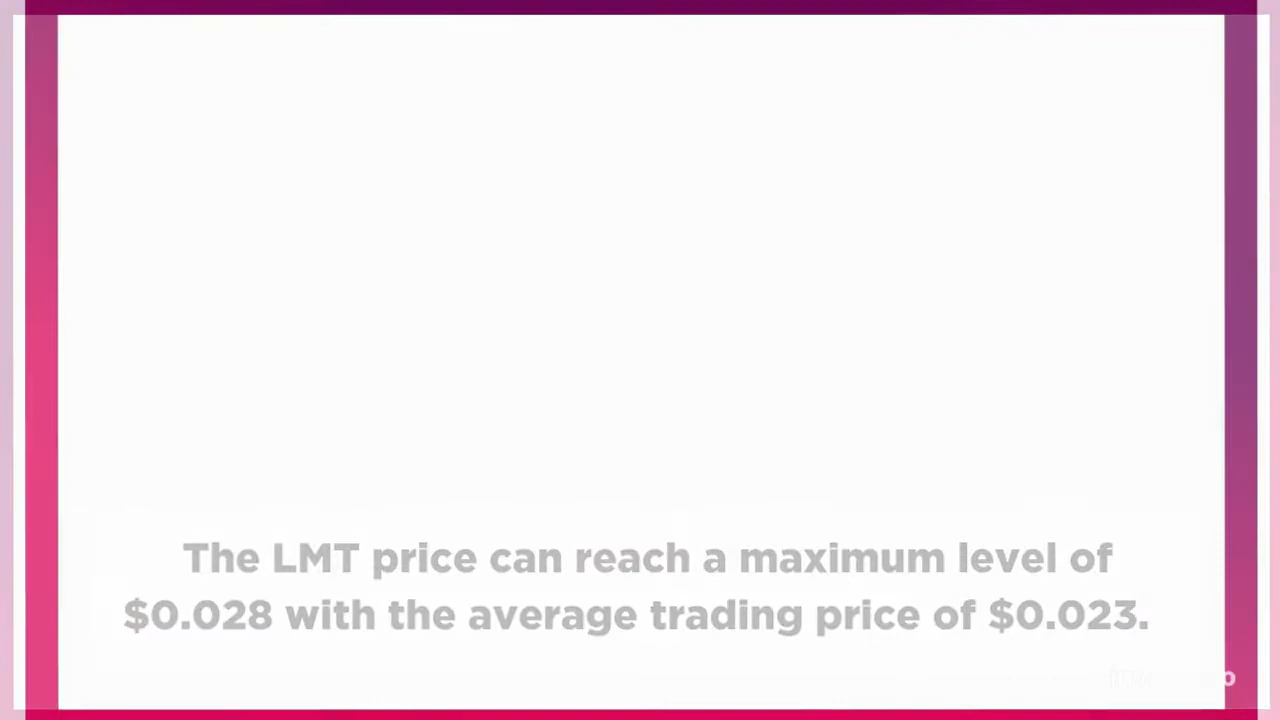 The LMT price can reach a maximum level of
$0.028 with the average trading price of $0.023.